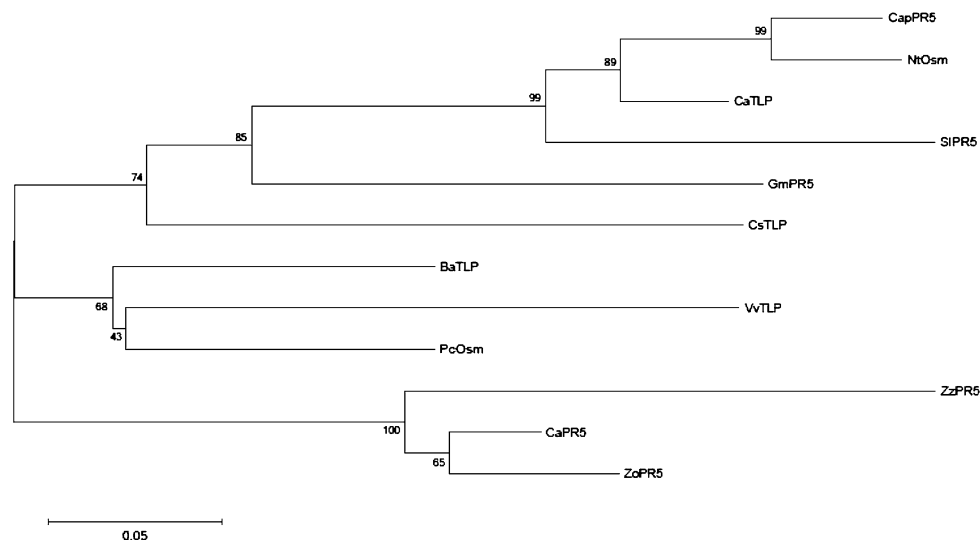 CapPR5
99
NtOsm
89
CaTLP
99
SlPR5
85
GmPR5
74
CsTLP
BaTLP
68
VvTLP
43
PcOsm
ZzPR5
100
CaPR5
65
ZoPR5
0.05